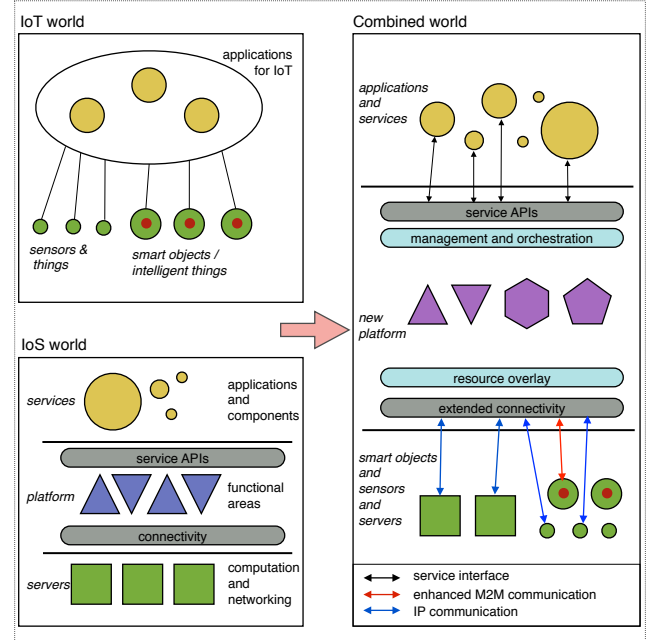 IoT world
applications
for IoT
sensors &
things
smart objects /
intelligent things
IoS world
services
applications
and
components
service APIs
platform
functional
areas
connectivity
servers
computation
and
networking
Combined world
applications
and
services
service APIs
management and orchestration
new
platform
resource overlay
extended connectivity
smart objects
and
sensors
and
servers
service interface
enhanced M2M communication
IP communication